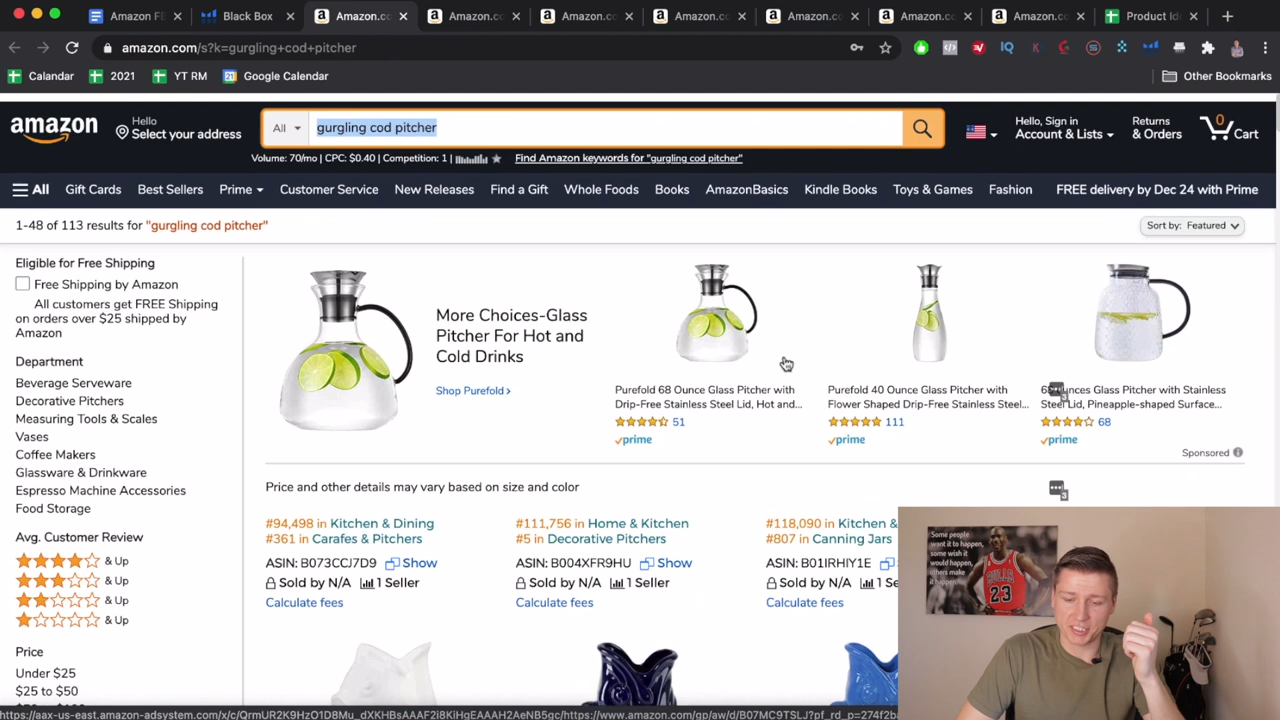 Amazon FB
Black Box
Amazon.co
Amazon.co
Amazon.co
Amazon.co
Amazon.co
Amazon.co
Amazon.co
Product Ide
amazon.com/s?k=gurgling+cod+pitcher
Calandar
2021
YT RM
Google Calendar
Other Bookmarks
amazon
Hello
Select your address
All
gurgling cod pitcher
Hello, Sign in
Account & Lists
Returns
& Orders
0
Cart
Volume: 70/mo | CPC: $0.40 | Competition: 1 |
Find Amazon keywords for "gurgling cod pitcher"
All
Gift Cards
Best Sellers
Prime
Customer Service
New Releases
Find a Gift
Whole Foods
Books
AmazonBasics
Kindle Books
Toys & Games
Fashion
FREE delivery by Dec 24 with Prime
1-48 of 113 results for "gurgling cod pitcher"
Sort by: Featured
Eligible for Free Shipping
Free Shipping by Amazon
All customers get FREE Shipping
on orders over $25 shipped by
Amazon
Department
Beverage Serveware
Decorative Pitchers
Measuring Tools & Scales
Vases
Coffee Makers
Glassware & Drinkware
Espresso Machine Accessories
Food Storage
Avg. Customer Review
& Up
& Up
& Up
& Up
Price
Under $25
$25 to $50
More Choices-Glass
Pitcher For Hot and
Cold Drinks
Shop Purefold
Purefold 68 Ounce Glass Pitcher with
Drip-Free Stainless Steel Lid, Hot and...
51
prime
Purefold 40 Ounce Glass Pitcher with
Flower Shaped Drip-Free Stainless Steel...
111
prime
Ounces Glass Pitcher with Stainless
Steel Lid, Pineapple-shaped Surface...
68
prime
Sponsored
Price and other details may vary based on size and color
#94,498 in Kitchen & Dining
#361 in Carafes & Pitchers
ASIN: B073CCJ7D9
Show
Sold by N/A
1 Seller
Calculate fees
#111,756 in Home & Kitchen
#5 in Decorative Pitchers
ASIN: B004XFR9HU
Show
Sold by N/A
1 Seller
Calculate fees
#118,090 in Kitchen &
#807 in Canning Jars
ASIN: B01IRHIY1E
Sold by N/A
1 Se
Calculate fees
Some people
want it to happen,
some wish it
would happen,
others make
it happen.
BULLS
23